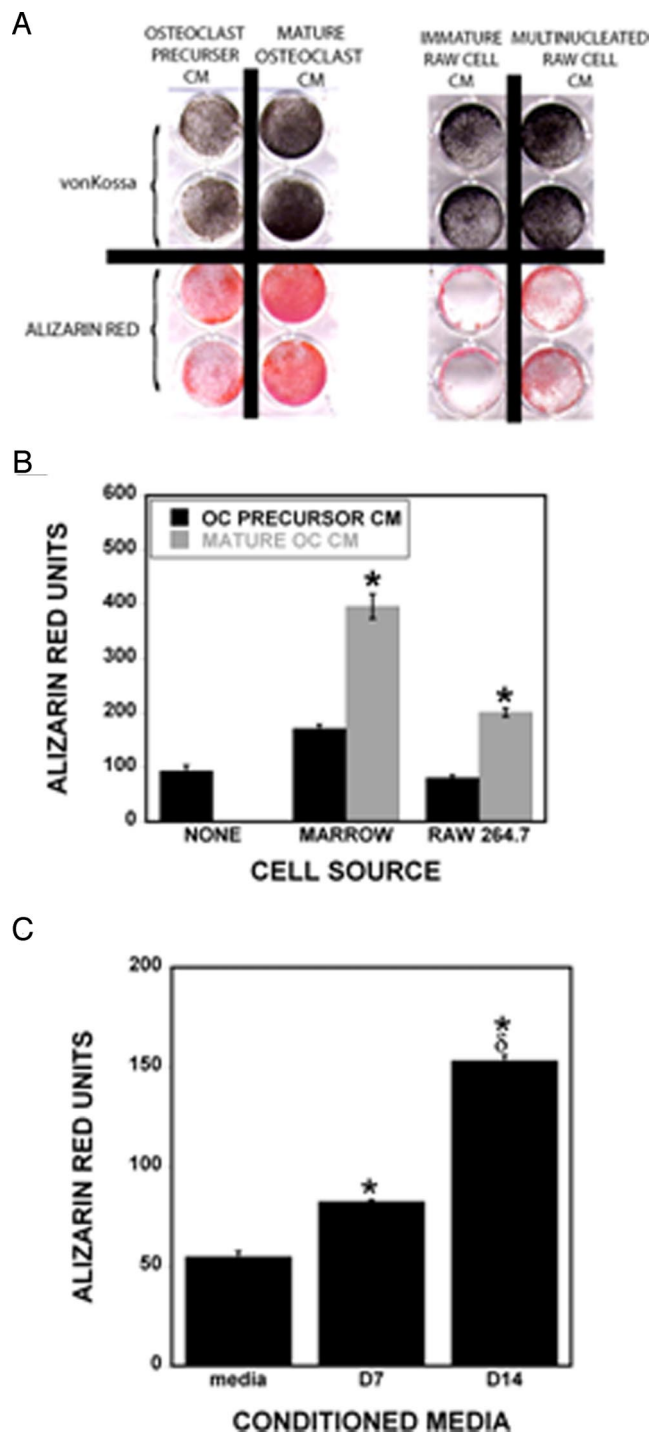 A
OSTEOCLAST
PRECURSER
CM
MATURE
OSTEOCLAST
CM
IMMATURE
RAW CELL
CM
MULTINUCLEATED
RAW CELL
CM
vonKossa
ALIZARIN RED
B
ALIZARIN RED UNITS
600
500
400
300
200
100
0
OC PRECURSOR CM
MATURE OC CM
*
*
NONE
MARROW
RAW 264.7
CELL SOURCE
C
ALIZARIN RED UNITS
200
150
100
50
0
*
*
media
D7
D14
CONDITIONED MEDIA